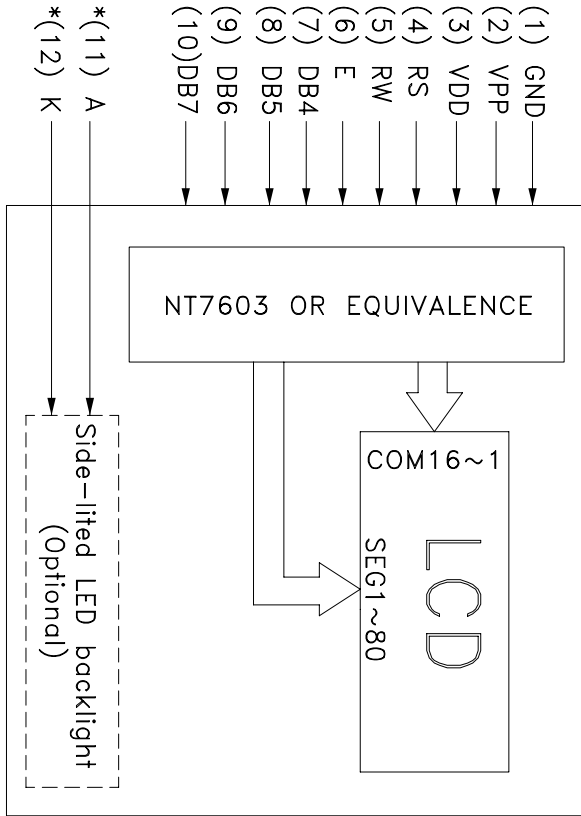 (1) GND
(2) VPP
(3) VDD
(4) RS
(5) RW
(6) E
(7) DB4
(8) DB5
(9) DB6
(10)DB7
*(11) A
*(12) K
NT7603 OR EQUIVALENCE
COM16~1
SEG1~80
LCD
Side-lited LED backlight
(Optional)